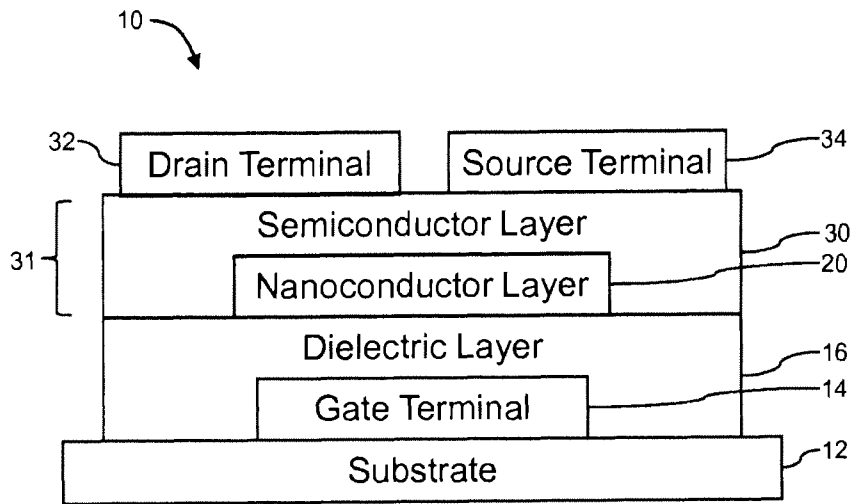 10
32
Drain Terminal
Source Terminal
34
31
Semiconductor Layer
30
Nanoconductor Layer
20
Dielectric Layer
16
Gate Terminal
14
Substrate
12